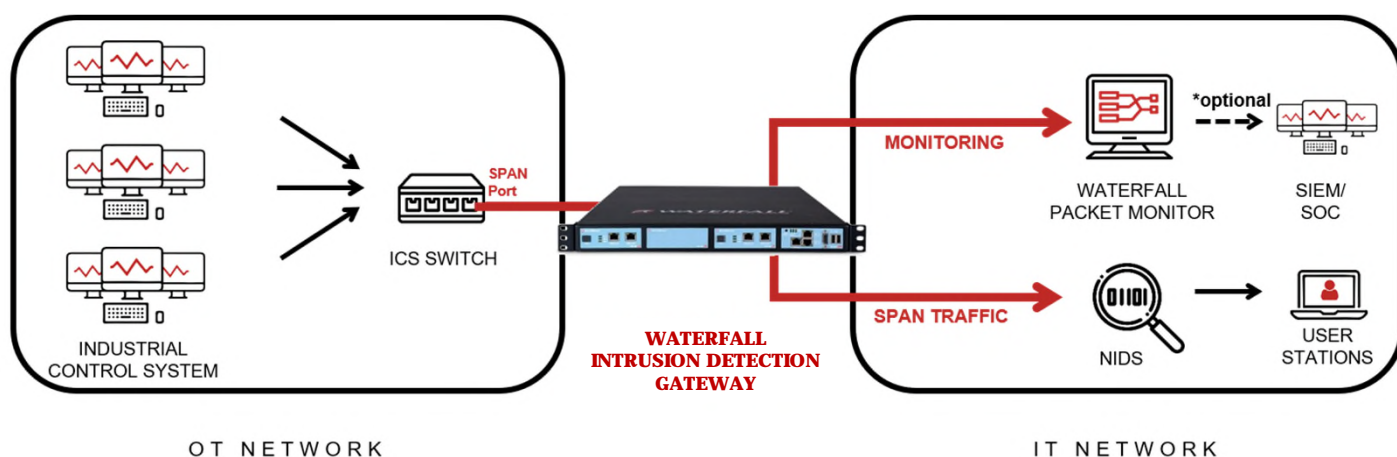 INDUSTRIAL
CONTROL SYSTEM
ICS SWITCH
SPAN
Port
WATERFALL
WATERFALL
INTRUSION DETECTION
GATEWAY
MONITORING
SPAN TRAFFIC
WATERFALL
PACKET MONITOR
*optional
SIEM/
SOC
01101
NIDS
USER
STATIONS
OT NETWORK
IT NETWORK